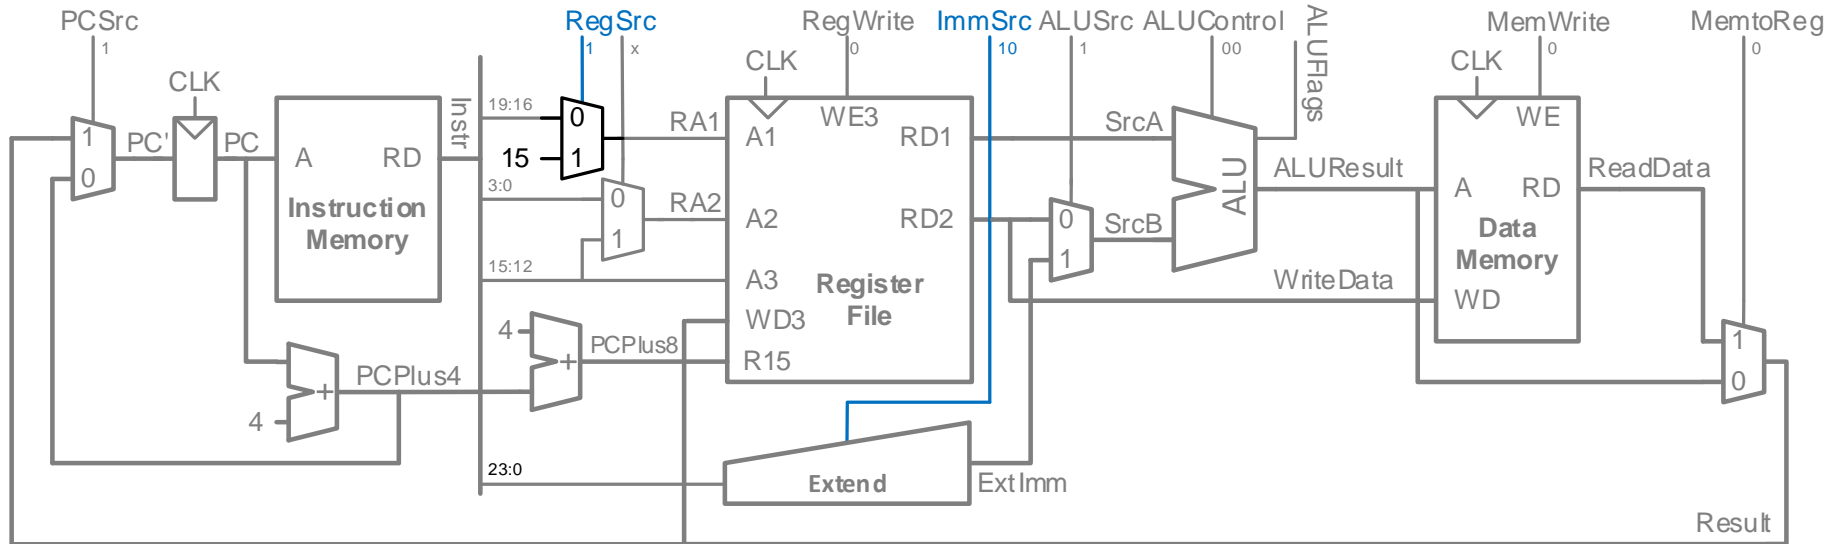 PCSrc RegSrc RegWrite ImmSrc ALUSrc ALUControl ALUFlags MemWrite MemtoReg
1 1 x 0 10 1 00 0 0
CLK CLK CLK
Instr 19:16 0 WE3 WE
1 PC' PC RA1 A1 RD1 SrcA
0 A RD 15 1 ALU ALUResult A RD ReadData
Instruction
Memory
3:0 0 RA2 A2 RD2 0 SrcB
1 1
Data
Memory
15:12 A3 Register
File
WriteData WD
WD3
4 + PCPlus8 R15 1
0
PCPlus4
+
4
23:0 Extend ExtImm
Result